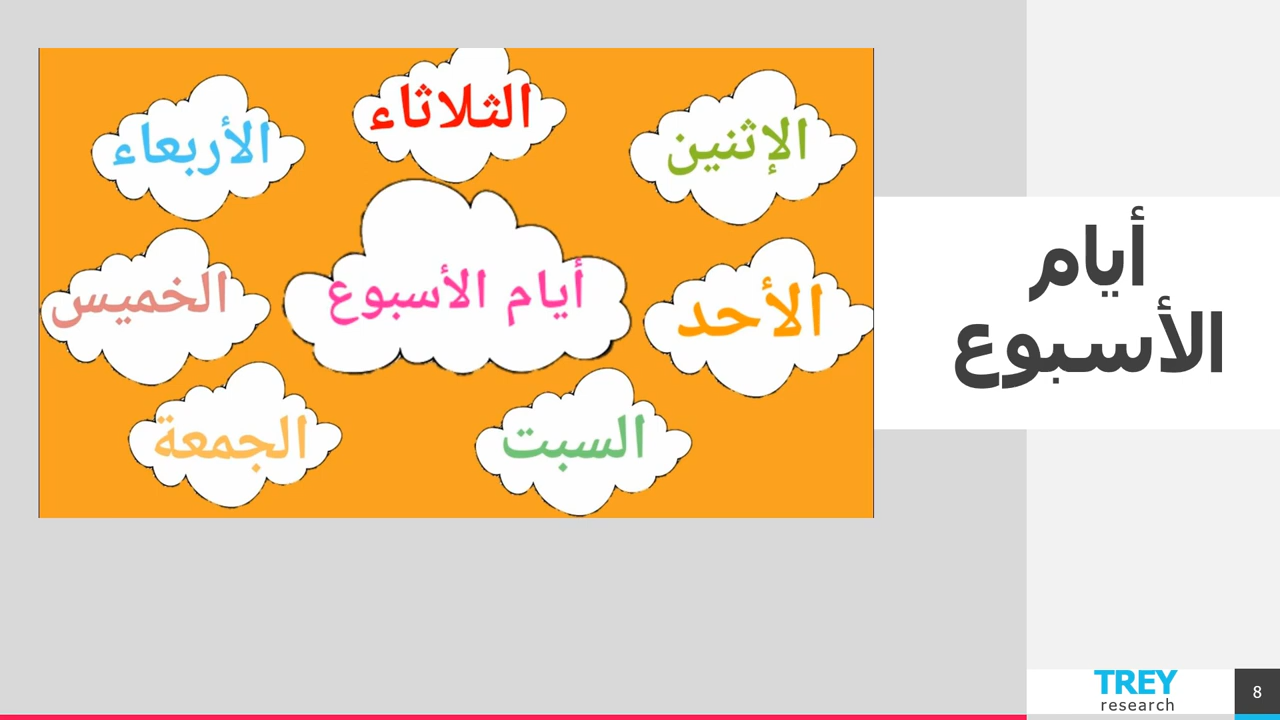 الثلاثاء
الإثنين
الأربعاء
أيام
الأسبوع
أيام الأسبوع
الأحد
الخميس
السبت
الجمعة
TREY
research
8